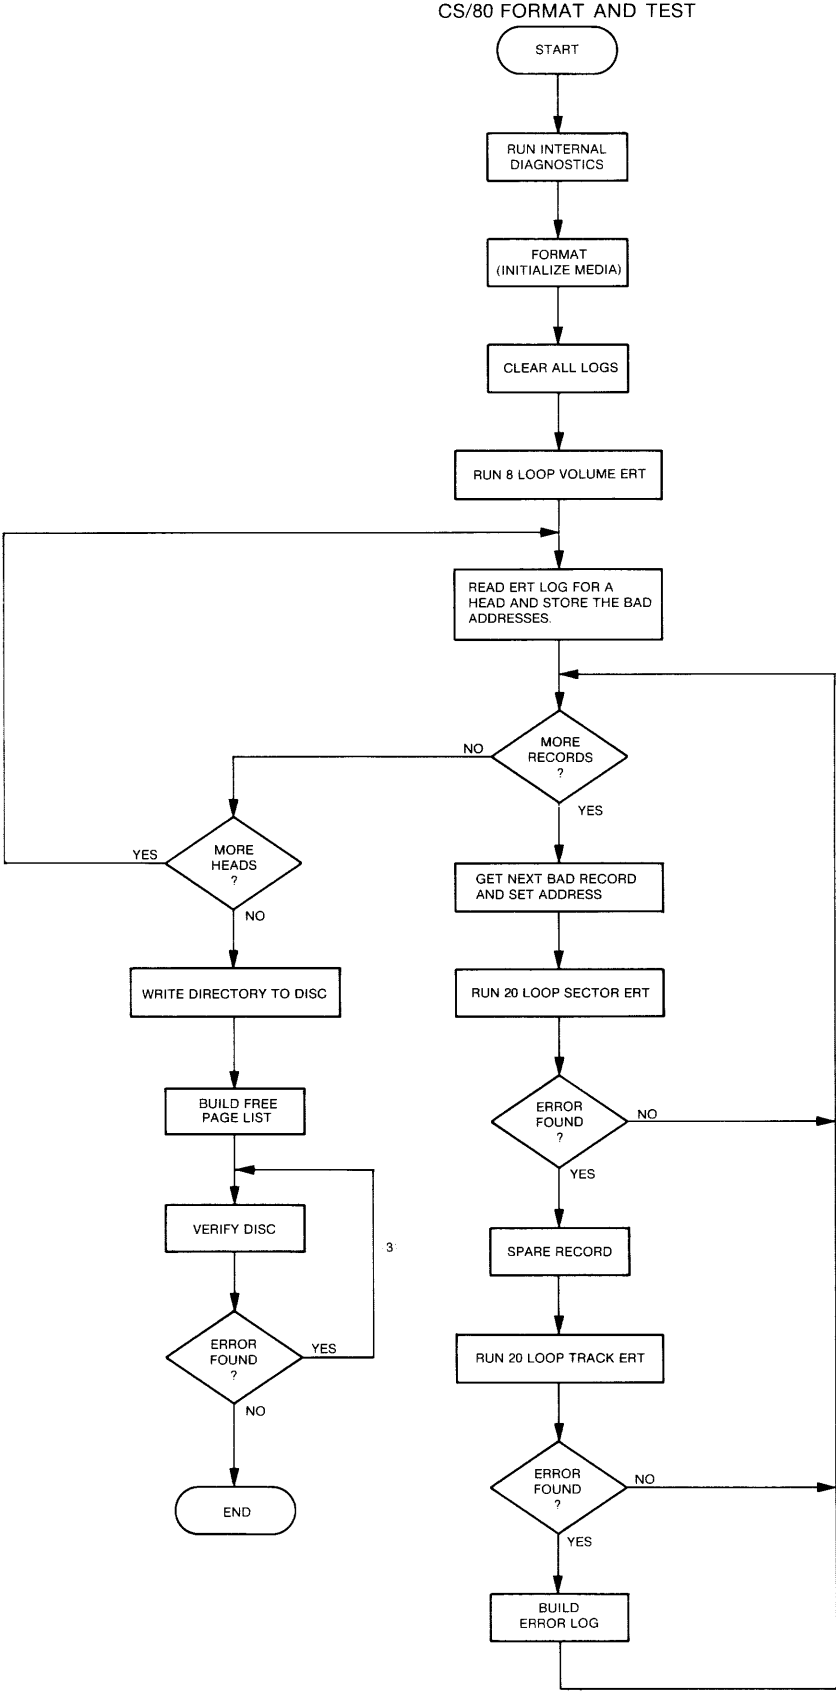 CS/80 FORMAT AND TEST
START
RUN INTERNAL
DIAGNOSTICS
FORMAT
(INITIALIZE MEDIA)
CLEAR ALL LOGS
RUN 8 LOOP VOLUME ERT
READ ERT LOG FOR A
HEAD AND STORE THE BAD
ADDRESSES.
MORE
RECORDS
?
NO
YES
MORE
HEADS
?
YES
NO
GET NEXT BAD RECORD
AND SET ADDRESS
WRITE DIRECTORY TO DISC
RUN 20 LOOP SECTOR ERT
BUILD FREE
PAGE LIST
ERROR
FOUND
?
NO
YES
VERIFY DISC
3
SPARE RECORD
ERROR
FOUND
?
YES
NO
RUN 20 LOOP TRACK ERT
END
ERROR
FOUND
?
NO
YES
BUILD
ERROR LOG